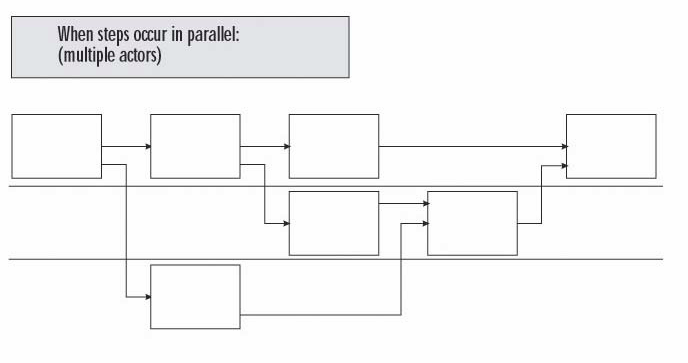 When steps occur in parallel:
(multiple actors)